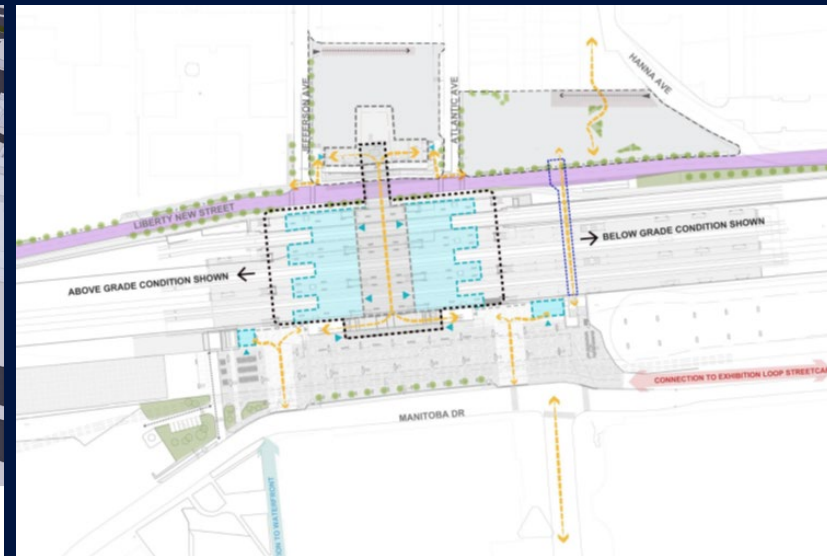 HANNA AVE
JEFFERSON AVE
ATLANTIC AVE
LIBERTY NEW STREET
BELOW GRADE CONDITION SHOWN
ABOVE GRADE CONDITION SHOWN
CONNECTION TO EXHIBITION LOOP STREETCA
MANITOBA DR
ION TO WATERFRONT